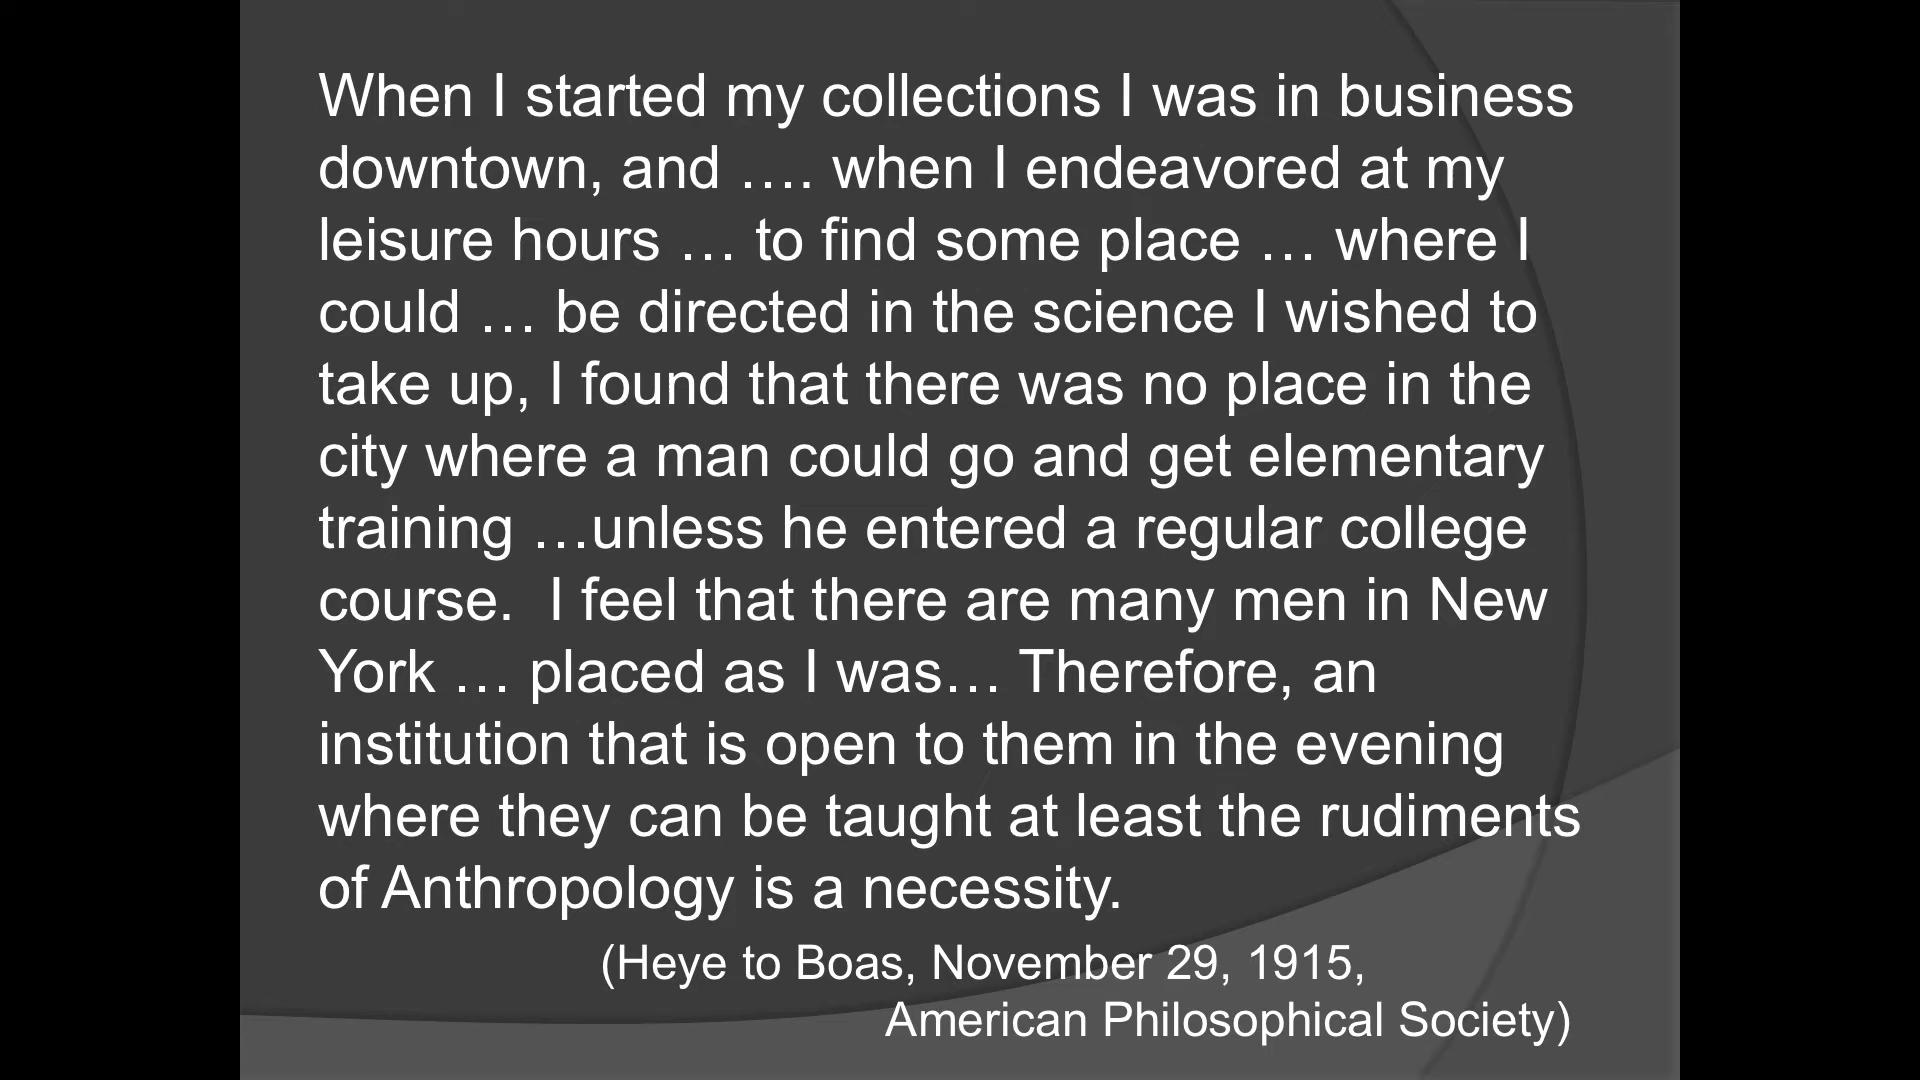 When I started my collections I was in business
downtown, and …. when I endeavored at my
leisure hours … to find some place … where I
could … be directed in the science I wished to
take up, I found that there was no place in the
city where a man could go and get elementary
training …unless he entered a regular college
course.  I feel that there are many men in New
York … placed as I was… Therefore, an
institution that is open to them in the evening
where they can be taught at least the rudiments
of Anthropology is a necessity.
(Heye to Boas, November 29, 1915,
American Philosophical Society)